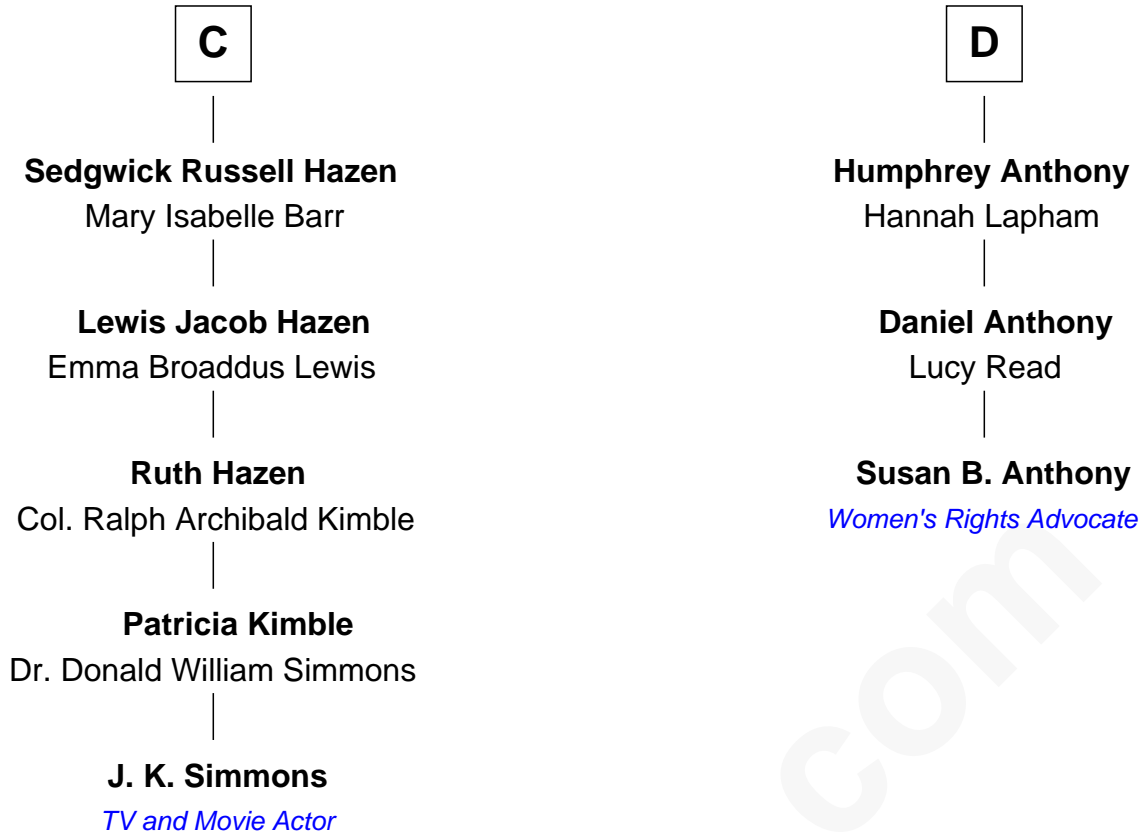 C
Sedgwick Russell Hazen
Mary Isabelle Barr
Lewis Jacob Hazen
Emma Broaddus Lewis
Ruth Hazen
Col. Ralph Archibald Kimble
Patricia Kimble
Dr. Donald William Simmons
J. K. Simmons
TV and Movie Actor
D
Humphrey Anthony
Hannah Lapham
Daniel Anthony
Lucy Read
Susan B. Anthony
Women's Rights Advocate
com